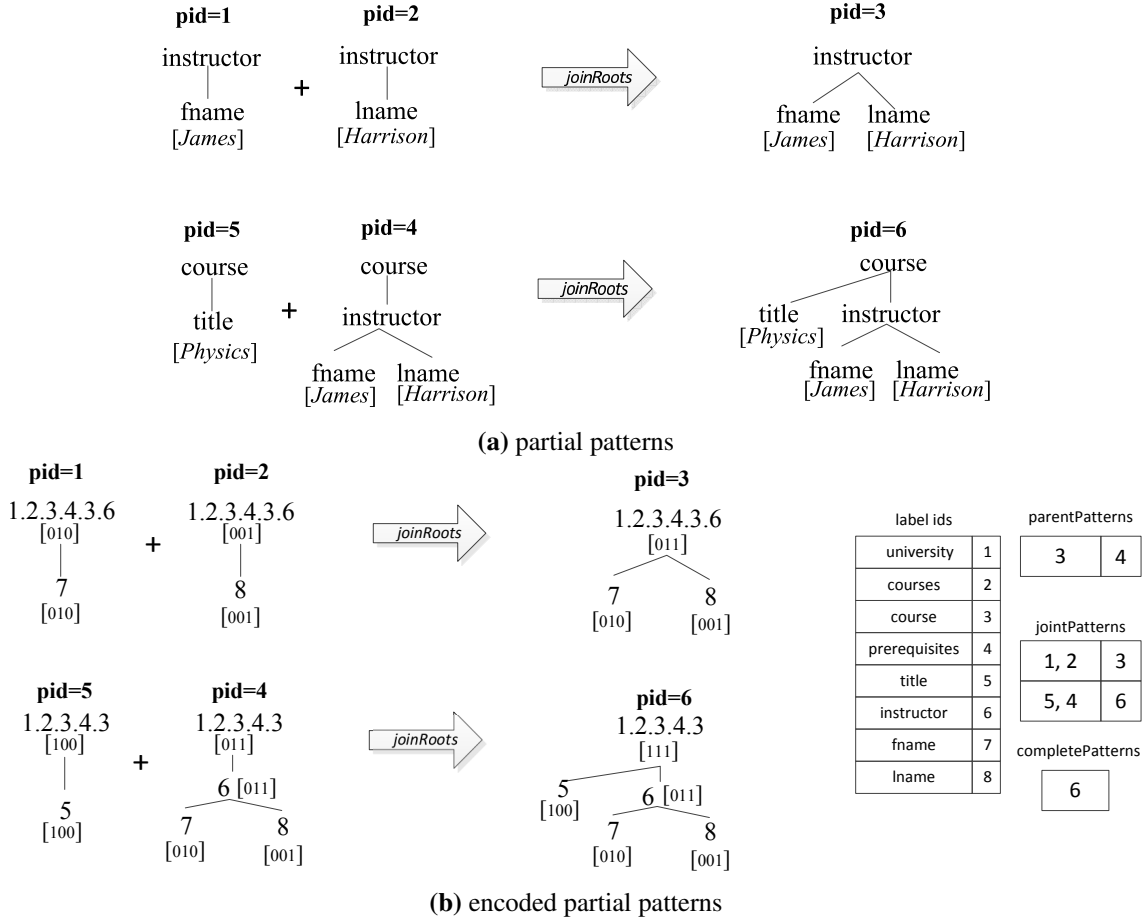 pid=1 pid=2 pid=3
instructor + instructor joinRoots instructor
fname lname fname lname
[James] [Harrison] [James] [Harrison]
pid=5 pid=4 pid=6
course + course joinRoots course
title instructor title instructor
[Physics] [Physics]
fname lname fname lname
[James] [Harrison] [James] [Harrison]
(a) partial patterns
pid=1 pid=2 pid=3
1.2.3.4.3.6 + 1.2.3.4.3.6 joinRoots 1.2.3.4.3.6
[010] [001] [011]
7 8 7 8
[010] [001] [010] [001]
pid=5 pid=4 pid=6
1.2.3.4.3 + 1.2.3.4.3 joinRoots 1.2.3.4.3
[100] [011] [111]
5 6 [011] 5 6 [011]
[100] [100]
7 8 7 8
[010] [001] [010] [001]
label ids
university 1
courses 2
course 3
prerequisites 4
title 5
instructor 6
fname 7
lname 8
parentPatterns
3 4
jointPatterns
1, 2 3
5, 4 6
completePatterns
6
(b) encoded partial patterns